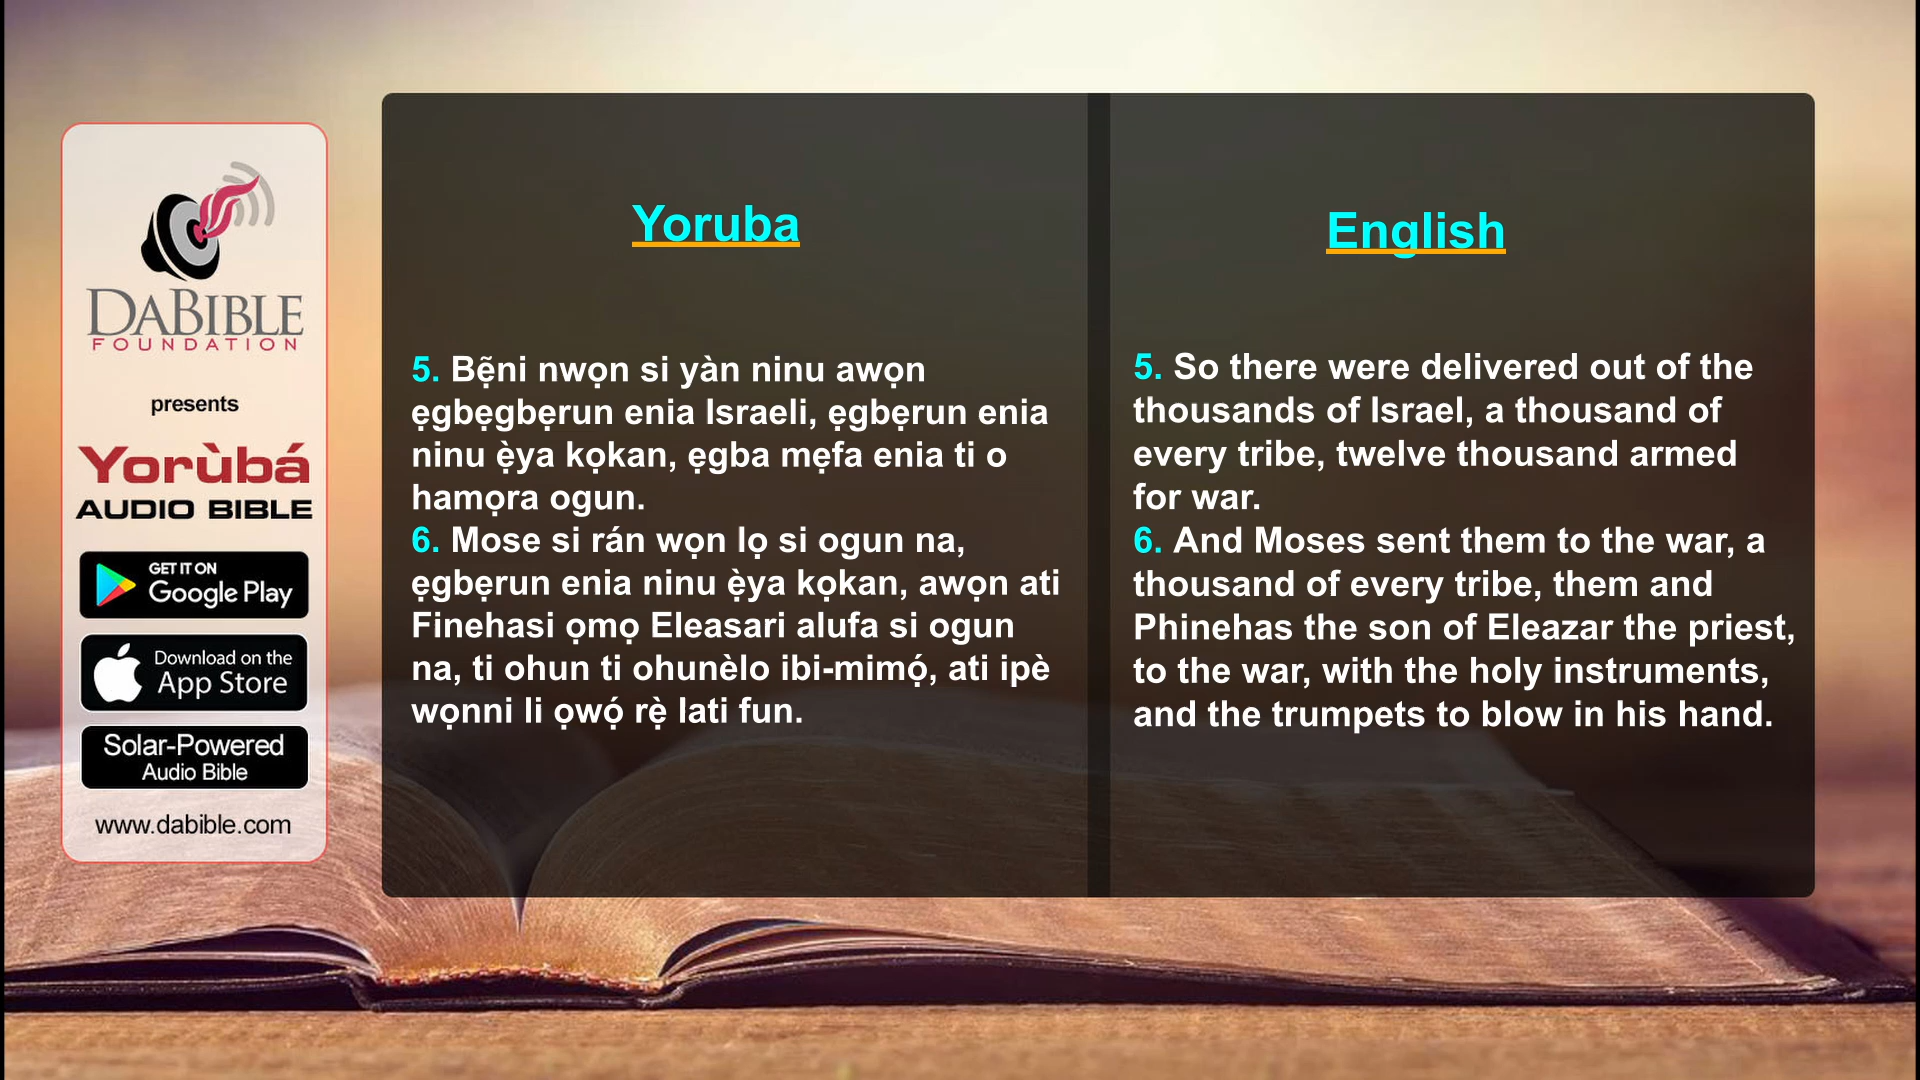 DABIBLE
FOUNDATION
presents
Yorùbá
AUDIO BIBLE
GET IT ON
Google Play
Download on the
App Store
Solar-Powered
Audio Bible
www.dabible.com
Yoruba
5. Bẹ̃ni nwọn si yàn ninu awọn
ẹgbẹgbẹrun enia Israeli, ẹgbẹrun enia
ninu ẹ̀ya kọkan, ẹgba mẹfa enia ti o
hamọra ogun.
6. Mose si rán wọn lọ si ogun na,
ẹgbẹrun enia ninu ẹ̀ya kọkan, awọn ati
Finehasi ọmọ Eleasari alufa si ogun
na, ti ohun ti ohunèlo ibi-mimọ́, ati ipè
wọnni li ọwọ́ rẹ̀ lati fun.
English
5. So there were delivered out of the
thousands of Israel, a thousand of
every tribe, twelve thousand armed
for war.
6. And Moses sent them to the war, a
thousand of every tribe, them and
Phinehas the son of Eleazar the priest,
to the war, with the holy instruments,
and the trumpets to blow in his hand.